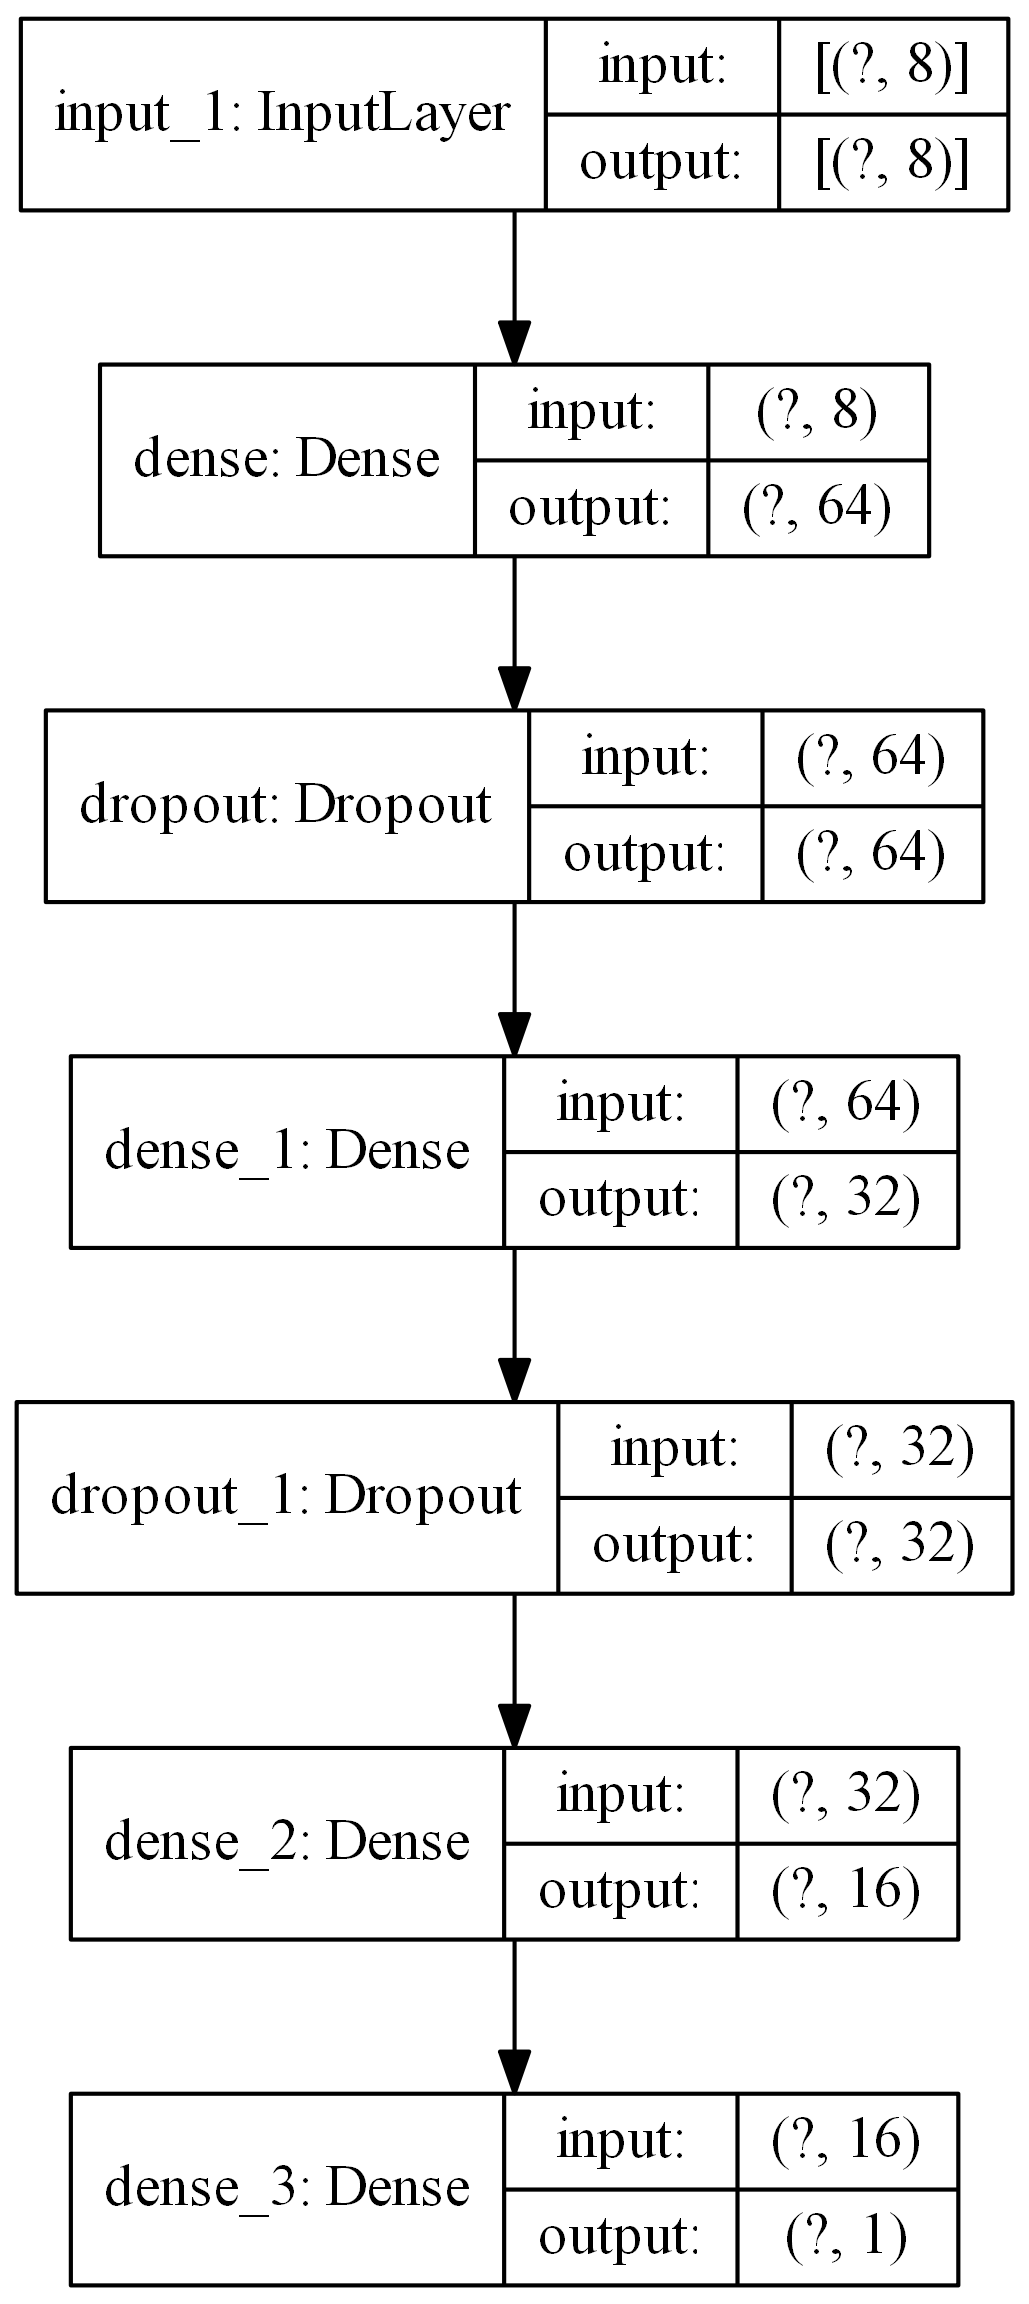 input_1: InputLayer
input: [(?, 8)]
output: [(?, 8)]
dense: Dense
input: (?, 8)
output: (?, 64)
dropout: Dropout
input: (?, 64)
output: (?, 64)
dense_1: Dense
input: (?, 64)
output: (?, 32)
dropout_1: Dropout
input: (?, 32)
output: (?, 32)
dense_2: Dense
input: (?, 32)
output: (?, 16)
dense_3: Dense
input: (?, 16)
output: (?, 1)